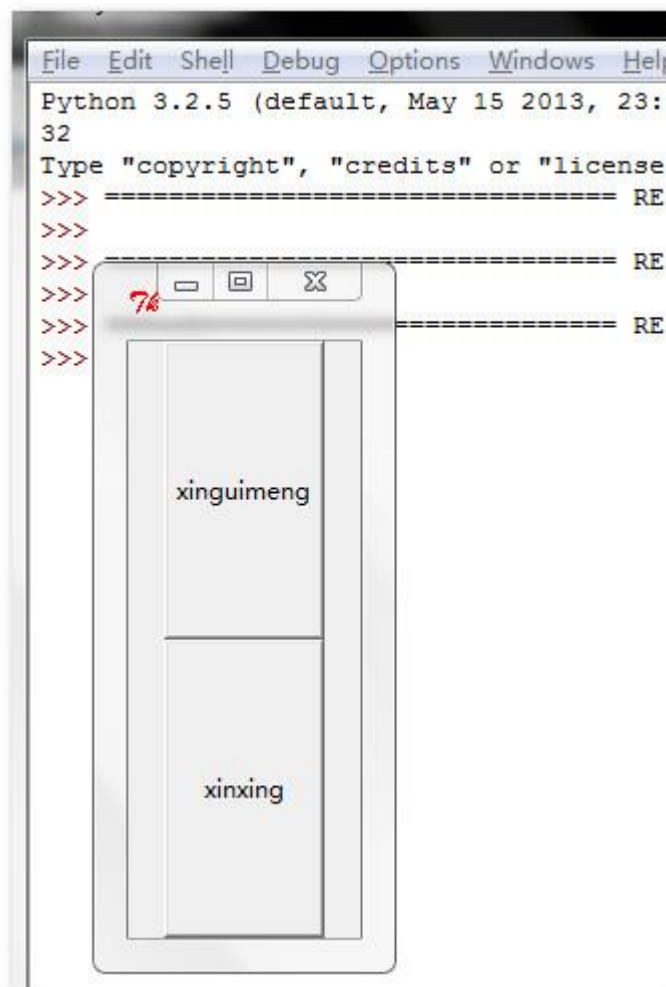 File Edit Shell Debug Options Windows Help
Python 3.2.5 (default, May 15 2013, 23:
32
Type "copyright", "credits" or "license
>>> ================================ RE
>>>
>>> ================================ RE
>>>
>>> ================================ RE
>>>
xinguimeng
xinxing